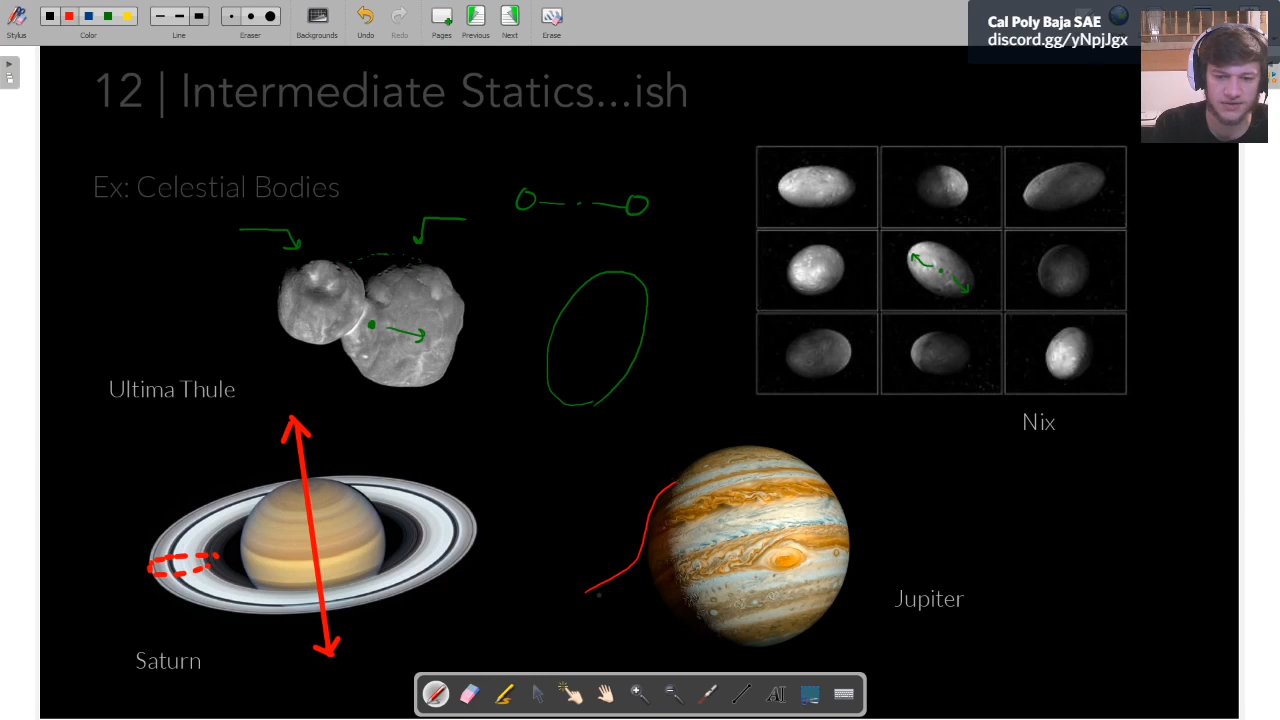 Stylus
Color
Line
Eraser
Backgrounds
Undo
Redo
Pages
Previous
Next
Erase
Cal Poly Baja SAE
discord.gg/yNpjJgx
12 | Intermediate Statics...ish
Ex: Celestial Bodies
Ultima Thule
Nix
Saturn
Jupiter
AI